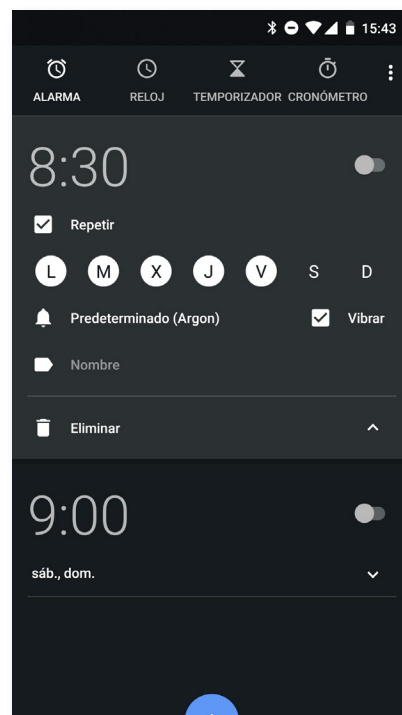 15:43
ALARMA RELOJ TEMPORIZADOR CRONÓMETRO
8:30
Repetir
L M X J V S D
Predeterminado (Argon) Vibrar
Nombre
Eliminar
9:00
sáb., dom.